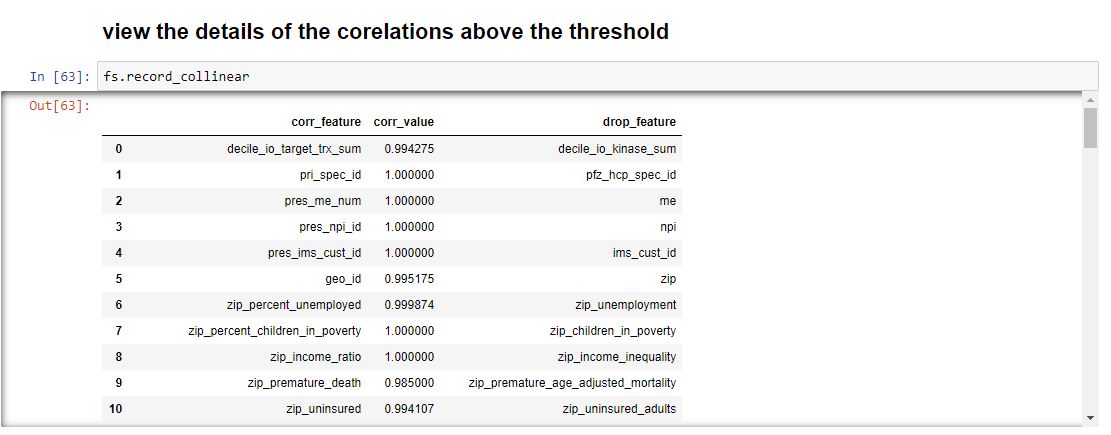 view the details of the corelations above the threshold
In [63]: fs.record_collinear
Out[63]:
corr_feature corr_value drop_feature
0 decile_io_target_trx_sum 0.994275 decile_io_kinase_sum
1 pri_spec_id 1.000000 pfz_hcp_spec_id
2 pres_me_num 1.000000 me
3 pres_npi_id 1.000000 npi
4 pres_ims_cust_id 1.000000 ims_cust_id
5 geo_id 0.995175 zip
6 zip_percent_unemployed 0.999874 zip_unemployment
7 zip_percent_children_in_poverty 1.000000 zip_children_in_poverty
8 zip_income_ratio 1.000000 zip_income_inequality
9 zip_premature_death 0.985000 zip_premature_age_adjusted_mortality
10 zip_uninsured 0.994107 zip_uninsured_adults